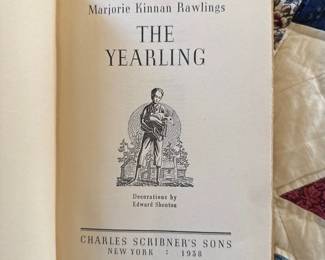 Marjorie Kinnan Rawlings
THE
YEARLING
Decorations by
Edward Shenton
CHARLES SCRIBNER'S SONS
NEW YORK : 1938